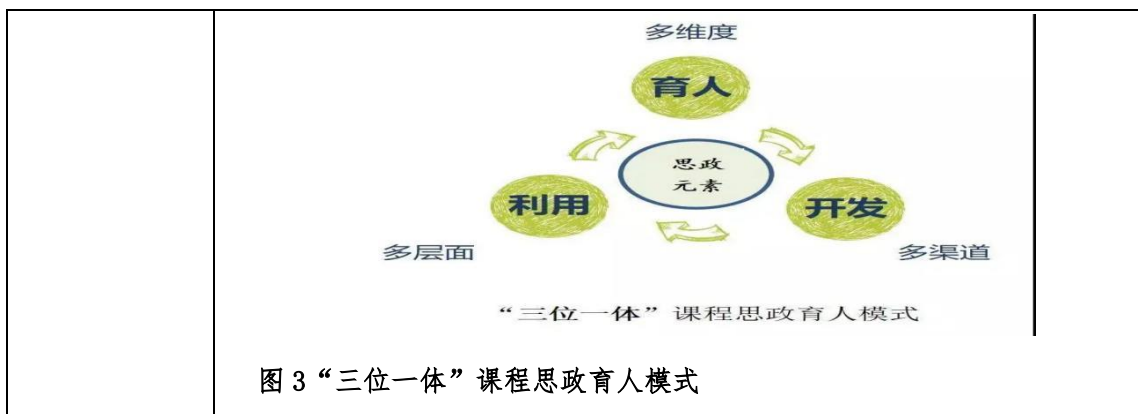 多维度
育人
思政
元素
利用
开发
多层面
多渠道
“三位一体”课程思政育人模式
图 3“三位一体”课程思政育人模式